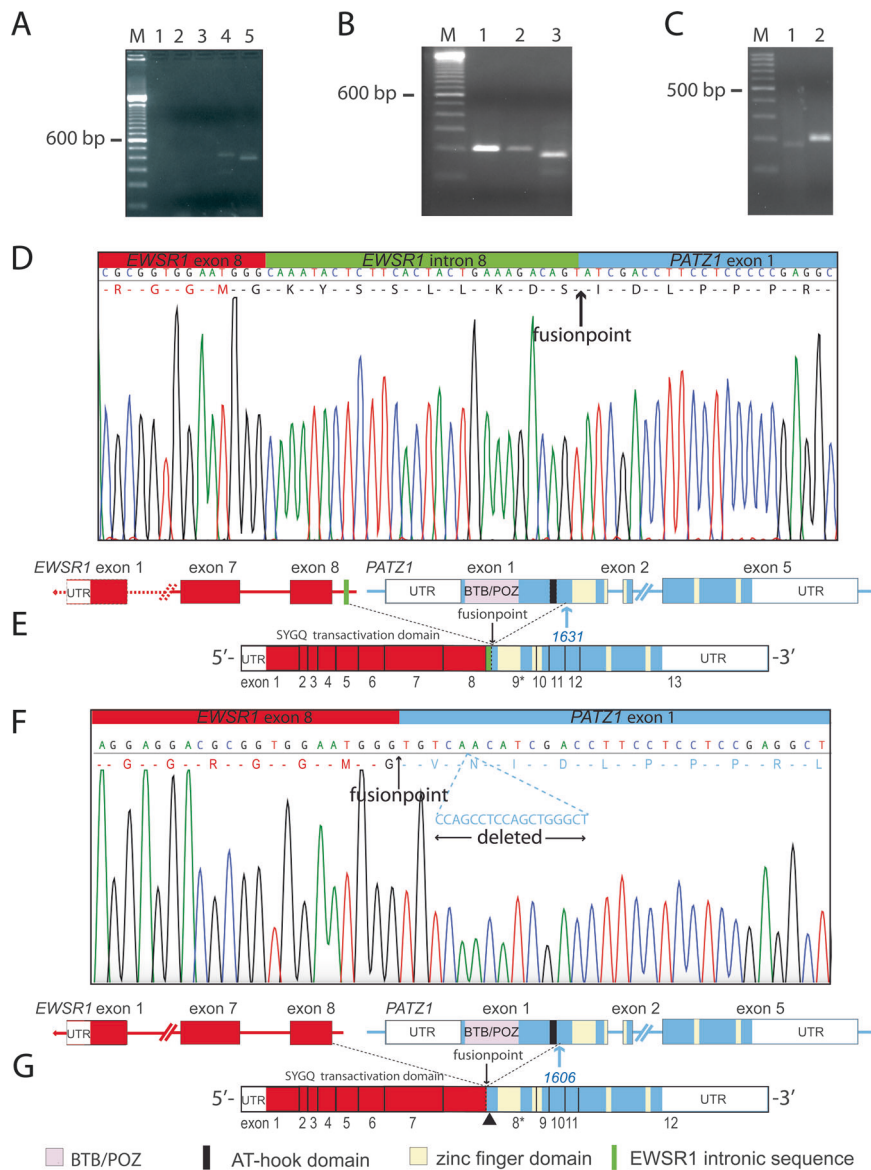 A
M 1 2 3 4 5
600 bp
B
M 1 2 3
600 bp
C
M 1 2
500 bp
D
EWSR1 exon 8 EWSR1 intron 8 PATZ1 exon 1
CGCGGTGGAATGGGCAAATACTCTTCACTACTGAAAGACAGTATCGACCTTCCTCCCCCGAGGC
--R---G---G---M---G---K---Y---S---S---L---L---K---D---S---I---D---L---P---P---P---R--
fusionpoint
EWSR1 exon 1 exon 7 exon 8 PATZ1 exon 1 exon 2 exon 5
UTR UTR BTB/POZ UTR
fusionpoint
1631
E
SYGQ transactivation domain
5'- UTR UTR -3'
exon 1 2 3 4 5 6 7 8 9* 10 11 12 13
F
EWSR1 exon 8 PATZ1 exon 1
AGGAGGACGCGGTGGAATGGGTGTCAACATCGACCTTCCTCCTCCGAGGCT
--G---G---R---G---G---M---G---V---N---I---D---L---P---P---P---R---L
fusionpoint
CCAGCCTCCAGCTGGGCT
deleted
EWSR1 exon 1 exon 7 exon 8 PATZ1 exon 1 exon 2 exon 5
UTR UTR BTB/POZ UTR
fusionpoint
1606
G
SYGQ transactivation domain
5'- UTR UTR -3'
exon 1 2 3 4 5 6 7 8* 9 10 11 12
BTB/POZ AT-hook domain zinc finger domain EWSR1 intronic sequence